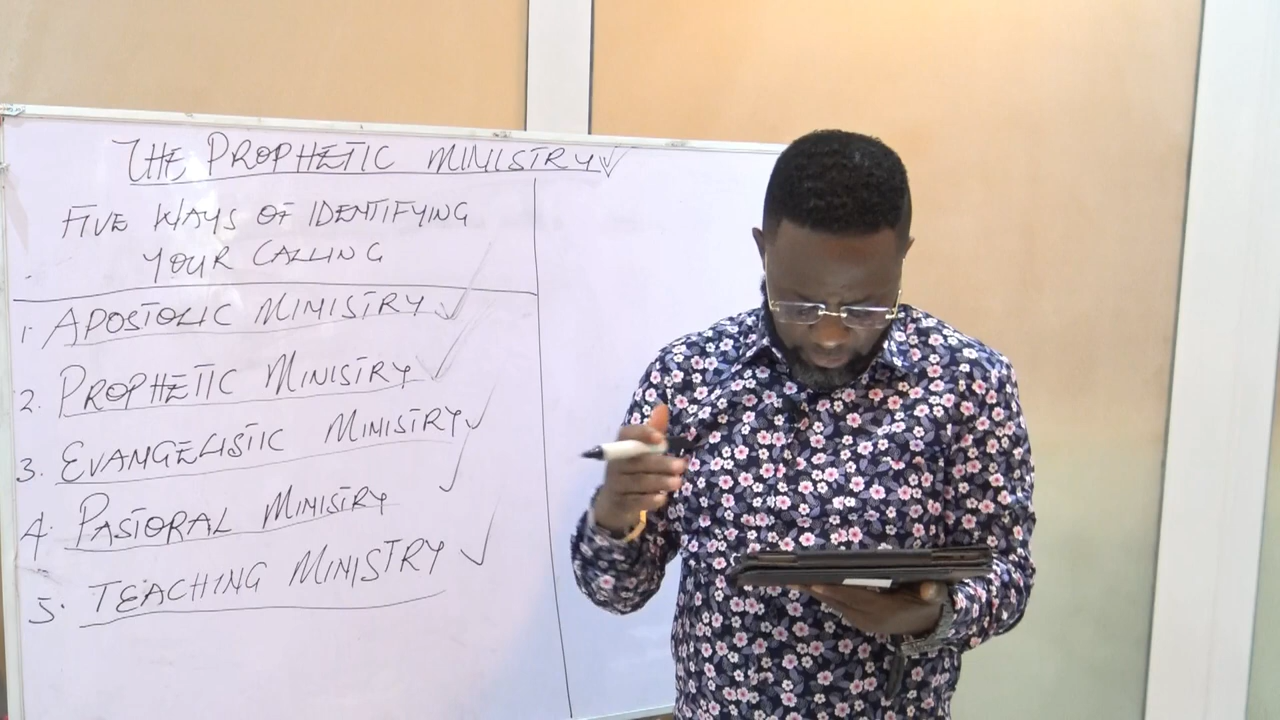 THE PROPHETIC MINISTRY
FIVE WAYS OF IDENTIFYING
YOUR CALLING
1. APOSTOLIC MINISTRY
2. PROPHETIC MINISTRY
3. EVANGELISTIC MINISTRY
4. PASTORAL MINISTRY
5. TEACHING MINISTRY